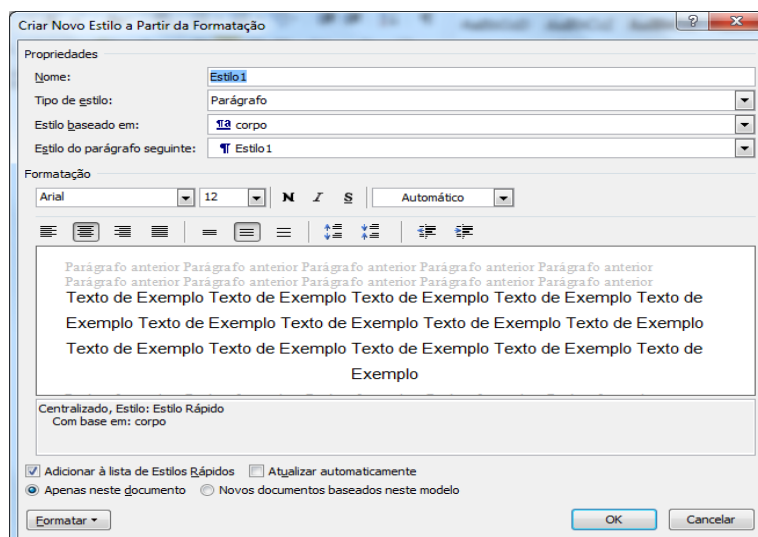 Criar Novo Estilo a Partir da Formatação
Propriedades
Nome: Estilo1
Tipo de estilo: Parágrafo
Estilo baseado em: ¶a corpo
Estilo do parágrafo seguinte: ¶ Estilo1
Formatação
Arial 12 N I S Automático
Parágrafo anterior Parágrafo anterior Parágrafo anterior Parágrafo anterior Parágrafo anterior
Parágrafo anterior Parágrafo anterior Parágrafo anterior Parágrafo anterior Parágrafo anterior
Texto de Exemplo Texto de Exemplo Texto de Exemplo Texto de Exemplo Texto de
Exemplo Texto de Exemplo Texto de Exemplo Texto de Exemplo Texto de Exemplo
Texto de Exemplo Texto de Exemplo Texto de Exemplo Texto de Exemplo Texto de
Exemplo
Centralizado, Estilo: Estilo Rápido
Com base em: corpo
Adicionar à lista de Estilos Rápidos Atualizar automaticamente
Apenas neste documento Novos documentos baseados neste modelo
Formatar OK Cancelar